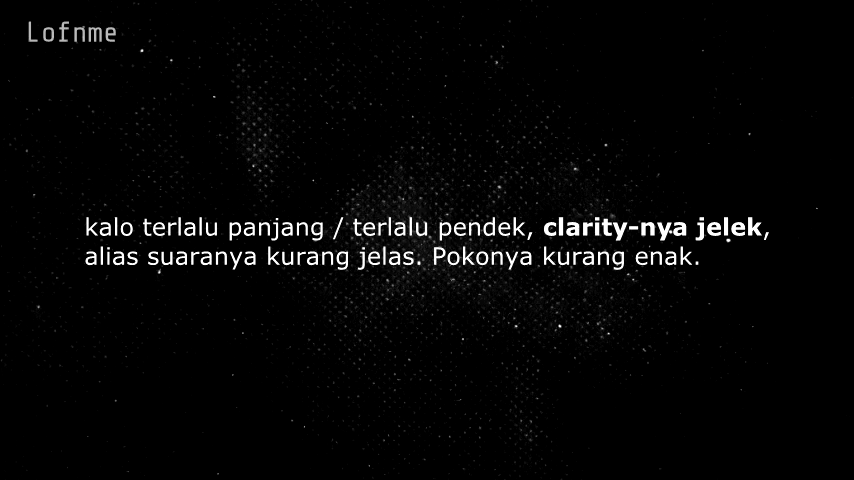 Lofnme
kalo terlalu panjang / terlalu pendek, clarity-nya jelek,
alias suaranya kurang jelas. Pokonya kurang enak.